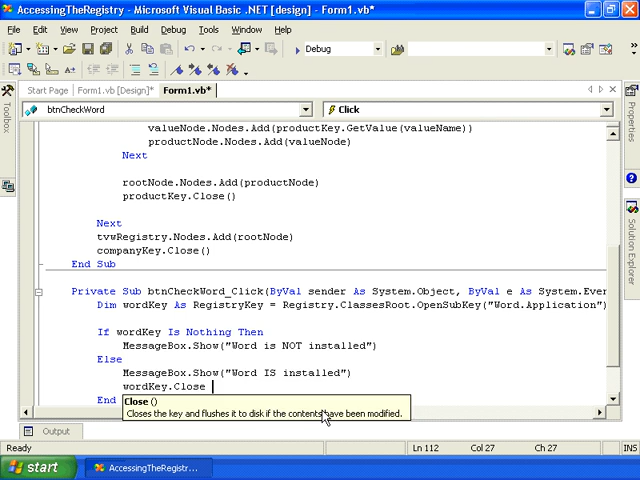 AccessingTheRegistry - Microsoft Visual Basic .NET [design] - Form1.vb*
File Edit View Project Build Debug Tools Window Help
Debug
Start Page Form1.vb [Design]* Form1.vb*
btnCheckWord Click
Toolbox
Properties
Solution Explorer
valueNode.Nodes.Add(productKey.GetValue(valueName))
productNode.Nodes.Add(valueNode)
Next
rootNode.Nodes.Add(productNode)
productKey.Close()
Next
tvwRegistry.Nodes.Add(rootNode)
companyKey.Close()
End Sub
Private Sub btnCheckWord_Click(ByVal sender As System.Object, ByVal e As System.Ever
Dim wordKey As RegistryKey = Registry.ClassesRoot.OpenSubKey("Word.Application")
If wordKey Is Nothing Then
MessageBox.Show("Word is NOT installed")
Else
MessageBox.Show("Word IS installed")
wordKey.Close
End
Close ()
Closes the key and flushes it to disk if the contents have been modified.
Output
Ready Ln 112 Col 27 Ch 27 INS
start AccessingTheRegistr...